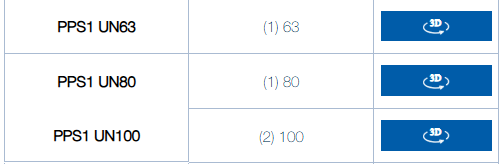 PPS1 UN63 (1) 63 3D
PPS1 UN80 (1) 80 3D
PPS1 UN100 (2) 100 3D